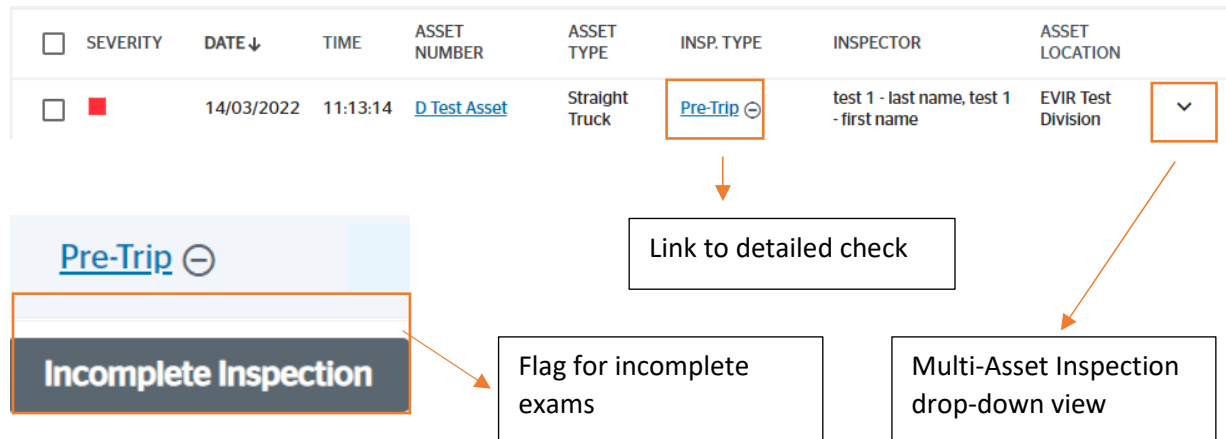 SEVERITY DATE↓ TIME ASSET NUMBER ASSET TYPE INSP. TYPE INSPECTOR ASSET LOCATION
14/03/2022 11:13:14 D Test Asset Straight Truck Pre-Trip test 1 - last name, test 1 - first name EVIR Test Division
Link to detailed check
Pre-Trip
Incomplete Inspection
Flag for incomplete
exams
Multi-Asset Inspection
drop-down view